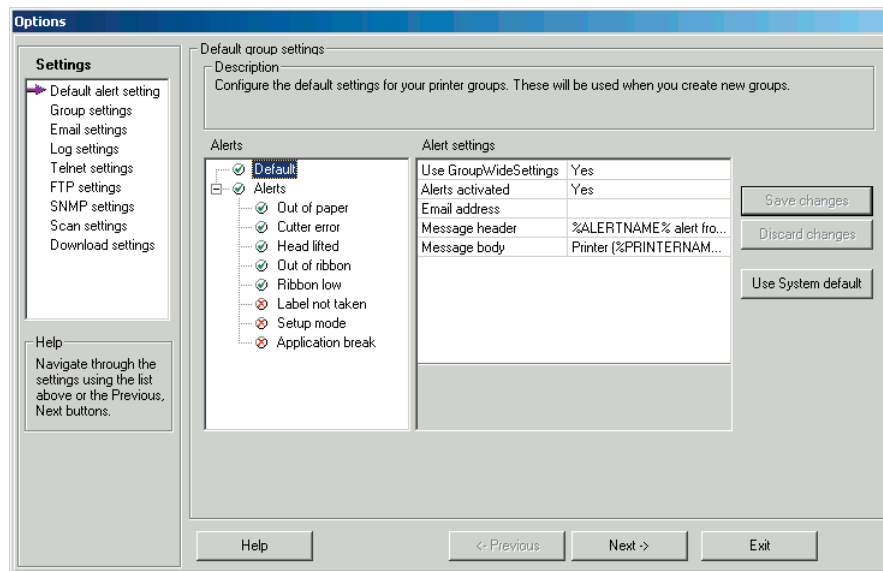 Options
Settings
Default alert setting
Group settings
Email settings
Log settings
Telnet settings
FTP settings
SNMP settings
Scan settings
Download settings
Help
Navigate through the
settings using the list
above or the Previous,
Next buttons.
Default group settings
Description
Configure the default settings for your printer groups. These will be used when you create new groups.
Alerts
Default
Alerts
Out of paper
Cutter error
Head lifted
Out of ribbon
Ribbon low
Label not taken
Setup mode
Application break
Alert settings
Use GroupWideSettings Yes
Alerts activated Yes
Email address
Message header %ALERTNAME% alert fro...
Message body Printer (%PRINTERNAM...
Save changes
Discard changes
Use System default
Help
<- Previous
Next ->
Exit